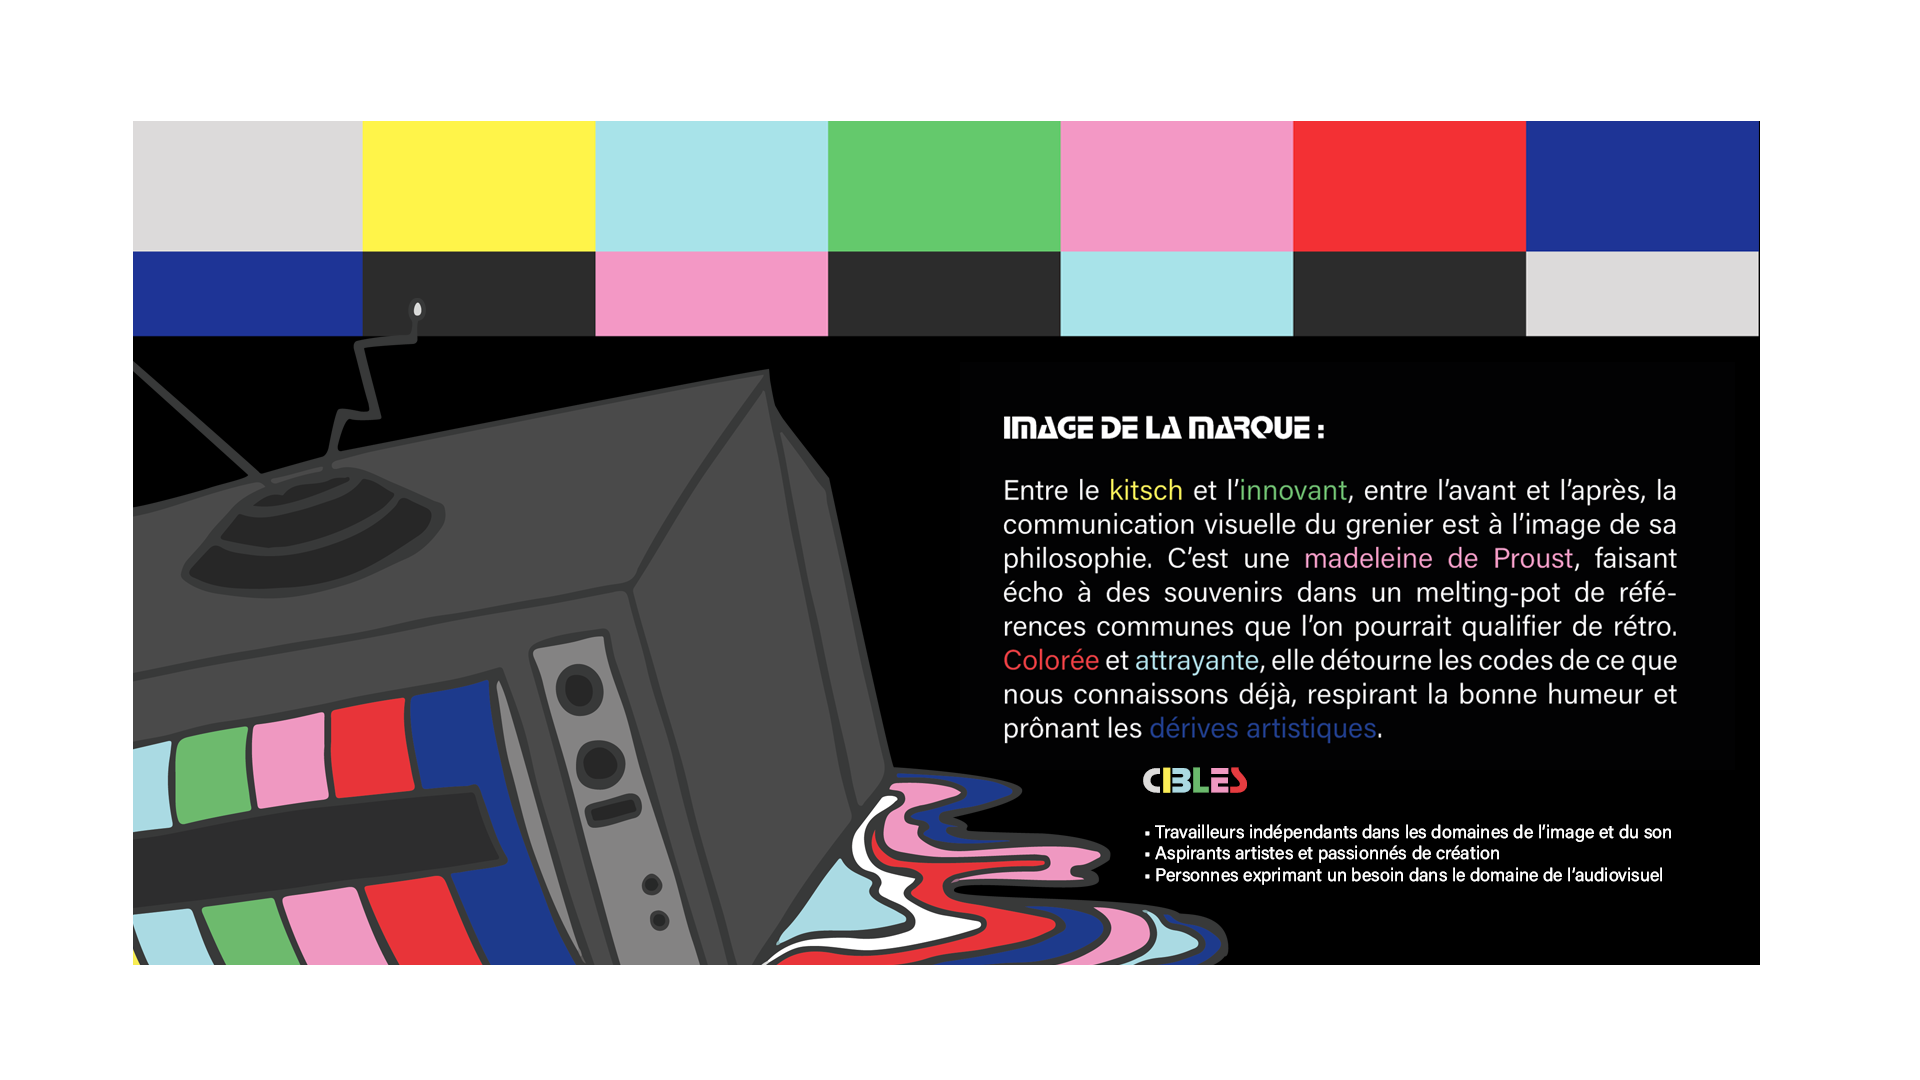 IMAGE DE LA MARQUE :
Entre le kitsch et l’innovant, entre l’avant et l’après, la
communication visuelle du grenier est à l’image de sa
philosophie. C’est une madeleine de Proust, faisant
écho à des souvenirs dans un melting-pot de réfé-
rences communes que l’on pourrait qualifier de rétro.
Colorée et attrayante, elle détourne les codes de ce que
nous connaissons déjà, respirant la bonne humeur et
prônant les dérives artistiques.
CIBLES
▪ Travailleurs indépendants dans les domaines de l’image et du son
▪ Aspirants artistes et passionnés de création
▪ Personnes exprimant un besoin dans le domaine de l’audiovisuel